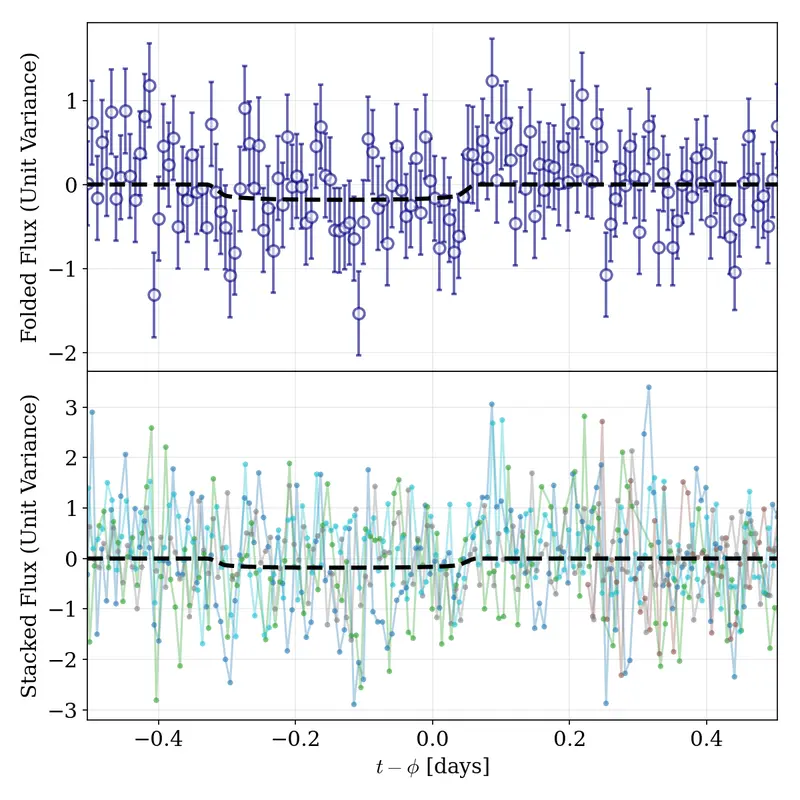 Folded Flux (Unit Variance)
1
0
−1
−2
Stacked Flux (Unit Variance)
3
2
1
0
−1
−2
−3
−0.4 −0.2 0.0 0.2 0.4
t − ϕ [days]